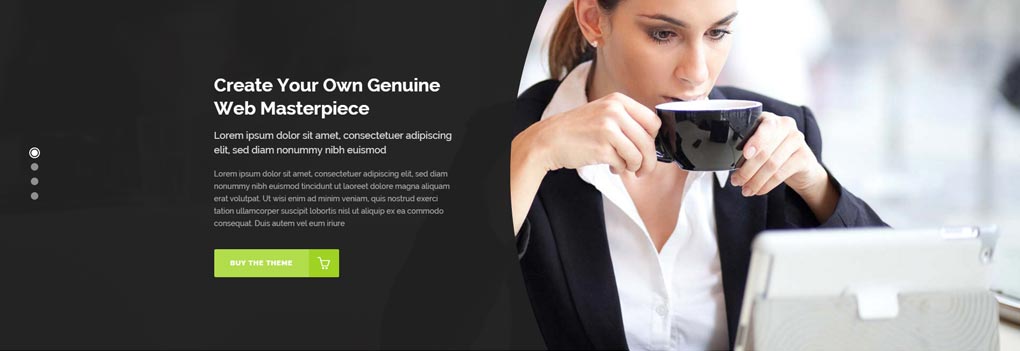 Create Your Own Genuine
Web Masterpiece
Lorem ipsum dolor sit amet, consectetuer adipiscing
elit, sed diam nonummy nibh euismod
Lorem ipsum dolor sit amet, consectetuer adipiscing elit, sed diam
nonummy nibh euismod tincidunt ut laoreet dolore magna aliquam
erat volutpat. Ut wisi enim ad minim veniam, quis nostrud exerci
tation ullamcorper suscipit lobortis nisl ut aliquip ex ea commodo
consequat. Duis autem vel eum iriure
BUY THE THEME